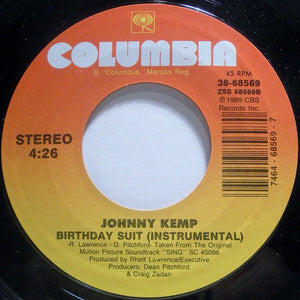 COLUMBIA
® "Columbia," Marcas Reg.
45 RPM
38-68569
ZSS 68569B
℗ 1989 CBS
Records Inc.
STEREO
4:26
7464-68569-7
JOHNNY KEMP
BIRTHDAY SUIT (INSTRUMENTAL)
-R. Lawrence - D. Pitchford- Taken From The Original
Motion Picture Soundtrack "SING" SC 45086
Produced by Rhett Lawrence/Executive
Producers: Dean Pitchford
& Craig Zadan